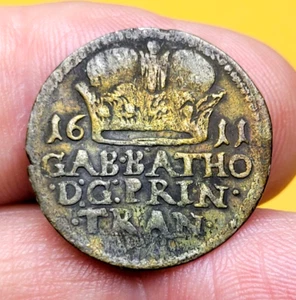 16 11
GAB·BATHO
·D·G·PRIN·
·TRAN·